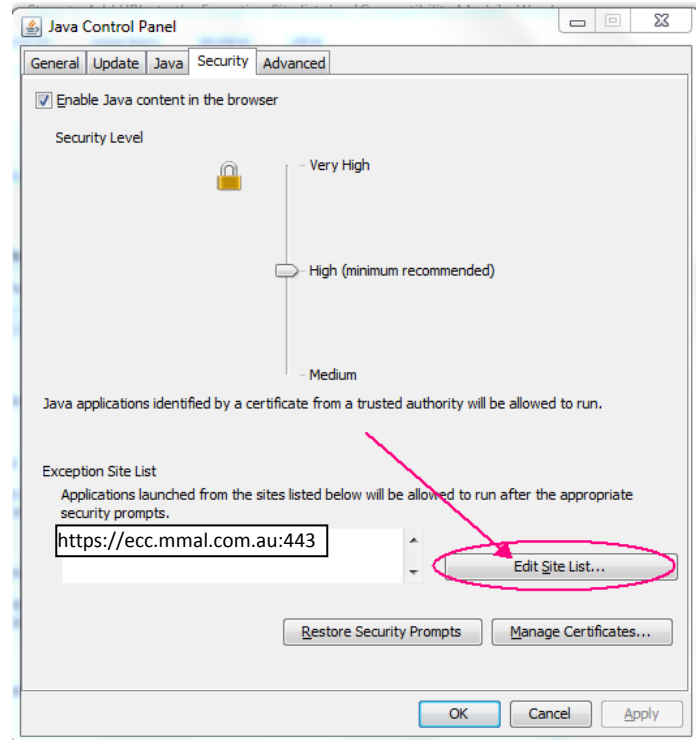 Java Control Panel
General Update Java Security Advanced
Enable Java content in the browser
Security Level
Very High
High (minimum recommended)
Medium
Java applications identified by a certificate from a trusted authority will be allowed to run.
Exception Site List
Applications launched from the sites listed below will be allowed to run after the appropriate
security prompts.
https://ecc.mmal.com.au:443
Edit Site List...
Restore Security Prompts Manage Certificates...
OK Cancel Apply